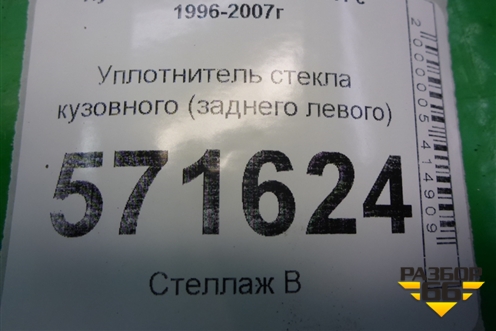 1996-2007г
Уплотнитель стекла
кузовного (заднего левого)
571624
Стеллаж В
2000005414909
РАЗБОР
66